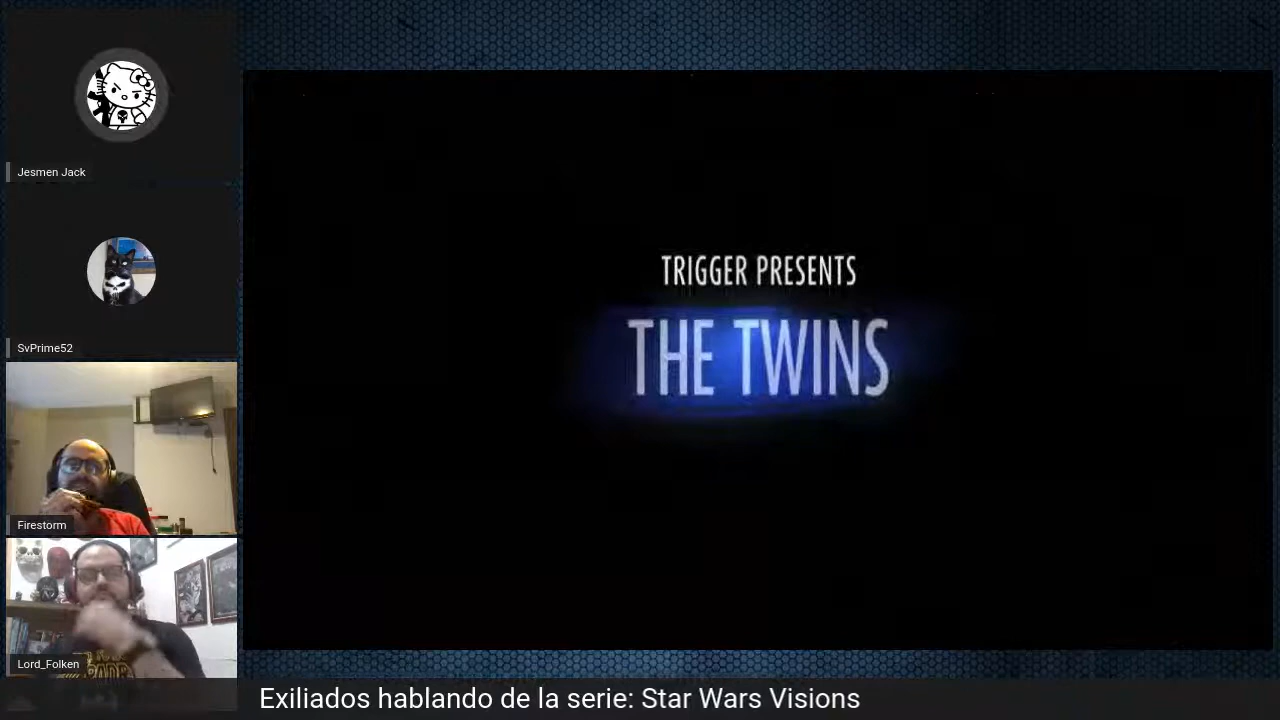 Jesmen Jack
SvPrime52
Firestorm
Lord_Folken
TRIGGER PRESENTS
THE TWINS
Exiliados hablando de la serie: Star Wars Visions